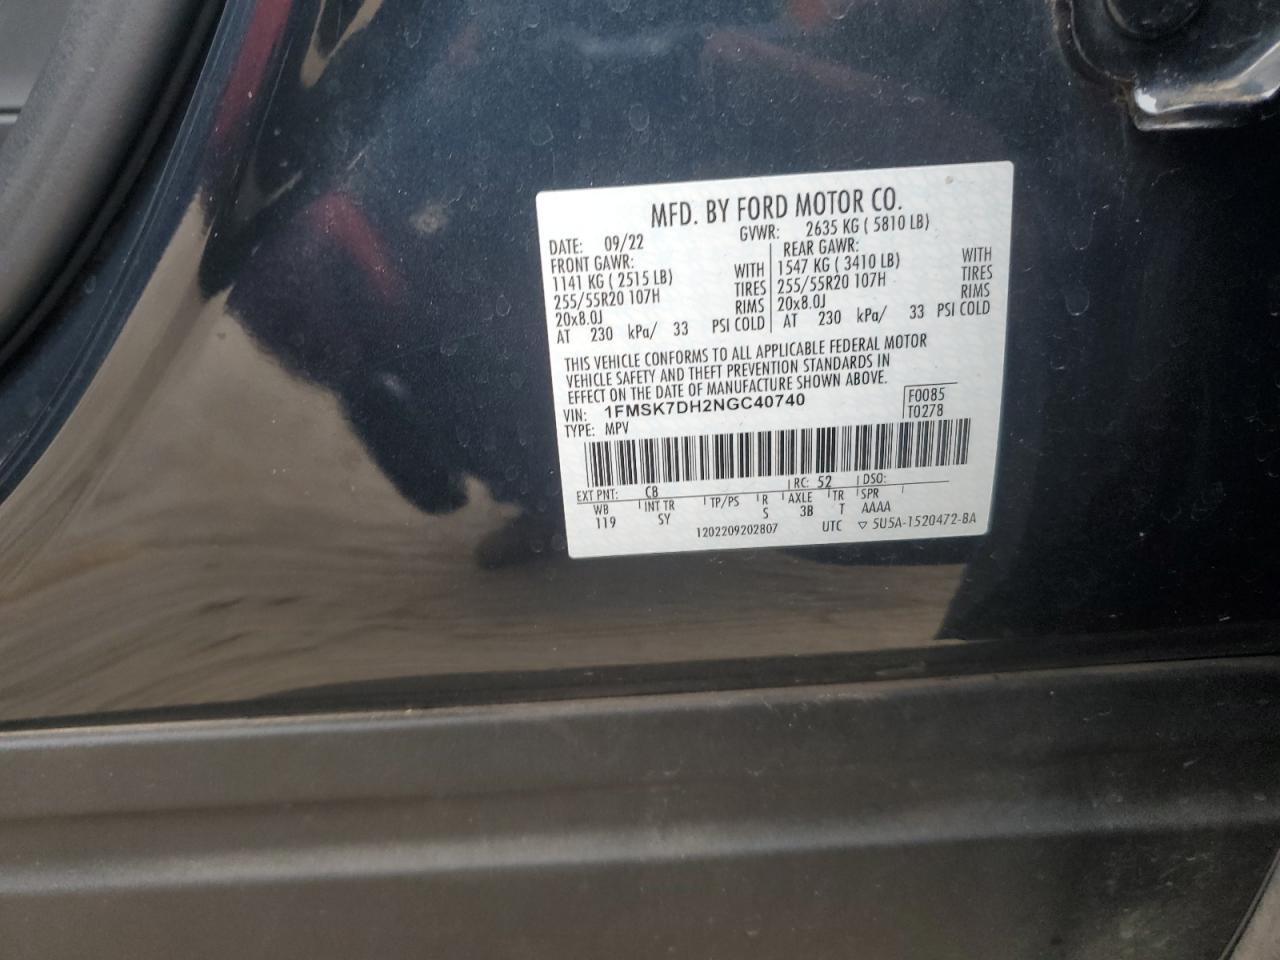 MFD. BY FORD MOTOR CO.
DATE: 09/22 GVWR: 2635 KG ( 5810 LB)
FRONT GAWR: REAR GAWR:
1141 KG ( 2515 LB) WITH 1547 KG ( 3410 LB) WITH
255/55R20 107H TIRES 255/55R20 107H TIRES
20x8.0J RIMS 20x8.0J RIMS
AT 230 kPa/ 33 PSI COLD AT 230 kPa/ 33 PSI COLD
THIS VEHICLE CONFORMS TO ALL APPLICABLE FEDERAL MOTOR
VEHICLE SAFETY AND THEFT PREVENTION STANDARDS IN
EFFECT ON THE DATE OF MANUFACTURE SHOWN ABOVE.
VIN: 1FMSK7DH2NGC40740 F0085
TYPE: MPV T0278
EXT PNT: C8 RC: 52 DSO:
WB INT TR TP/PS R AXLE TR SPR
119 SY S 3B T AAAA
1202209202807 UTC ▽ 5U5A-1520472-BA